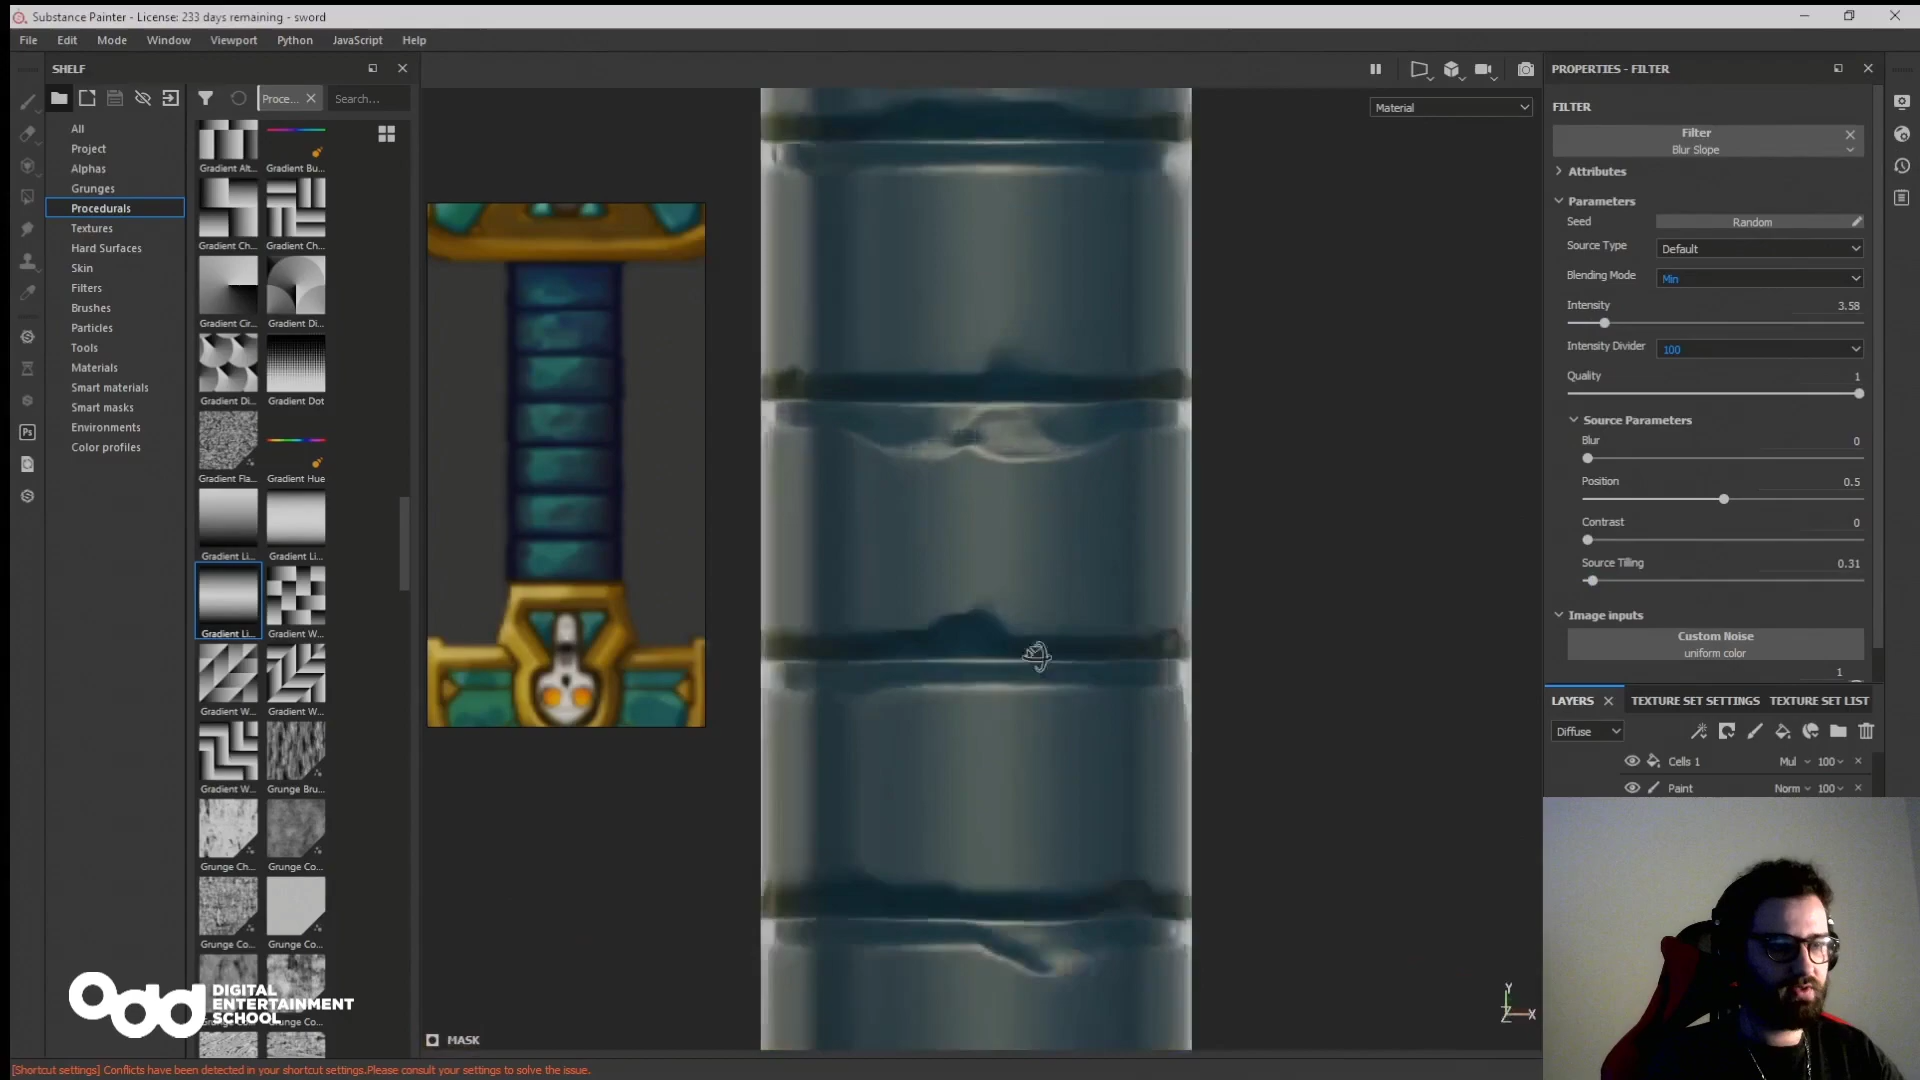 Substance Painter - License: 233 days remaining - sword
File Edit Mode Window Viewport Python JavaScript Help
SHELF
Proce... Search...
All
Project
Alphas
Grunges
Procedurals
Textures
Hard Surfaces
Skin
Filters
Brushes
Particles
Tools
Materials
Smart materials
Smart masks
Environments
Color profiles
Gradient Alt... Gradient Bu...
Gradient Ch... Gradient Ch...
Gradient Cir... Gradient Di...
Gradient Di... Gradient Dot
Gradient Fla... Gradient Hue
Gradient Li... Gradient Li...
Gradient Li... Gradient W...
Gradient W... Gradient W...
Gradient W... Grunge Bru...
Grunge Ch... Grunge Co...
Grunge Co... Grunge Co...
Grunge Co...
Ps
odd DIGITAL
ENTERTAINMENT
SCHOOL
Material
MASK
Y
Z X
PROPERTIES - FILTER
FILTER
Filter
Blur Slope
Attributes
Parameters
Seed Random
Source Type Default
Blending Mode Min
Intensity 3.58
Intensity Divider 100
Quality 1
Source Parameters
Blur 0
Position 0.5
Contrast 0
Source Tiling 0.31
Image inputs
Custom Noise
uniform color
1
LAYERS TEXTURE SET SETTINGS TEXTURE SET LIST
Diffuse
Cells 1 Mul 100
Paint Norm 100
[Shortcut settings] Conflicts have been detected in your shortcut settings.Please consult your settings to solve the issue.